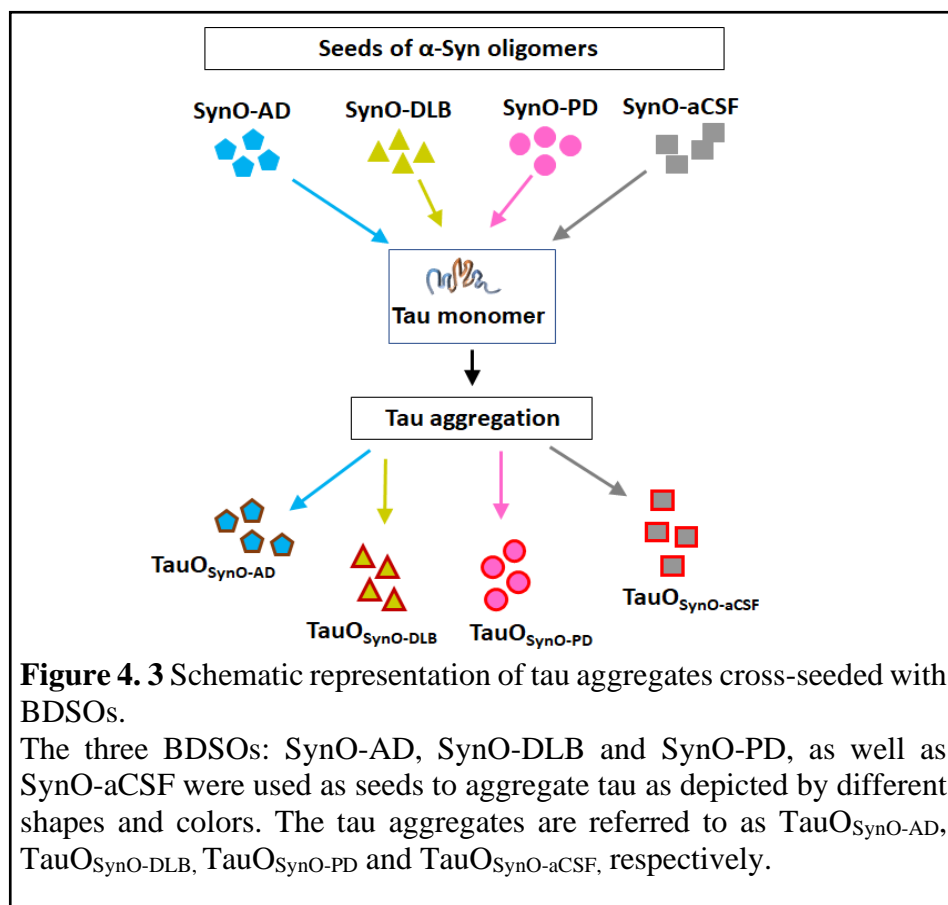 Seeds of α-Syn oligomers
SynO-AD
SynO-DLB
SynO-PD
SynO-aCSF
Tau monomer
Tau aggregation
TauOSynO-AD
TauOSynO-DLB
TauOSynO-PD
TauOSynO-aCSF
Figure 4. 3 Schematic representation of tau aggregates cross-seeded with
BDSOs.
The three BDSOs: SynO-AD, SynO-DLB and SynO-PD, as well as
SynO-aCSF were used as seeds to aggregate tau as depicted by different
shapes and colors. The tau aggregates are referred to as TauOSynO-AD,
TauOSynO-DLB, TauOSynO-PD and TauOSynO-aCSF, respectively.